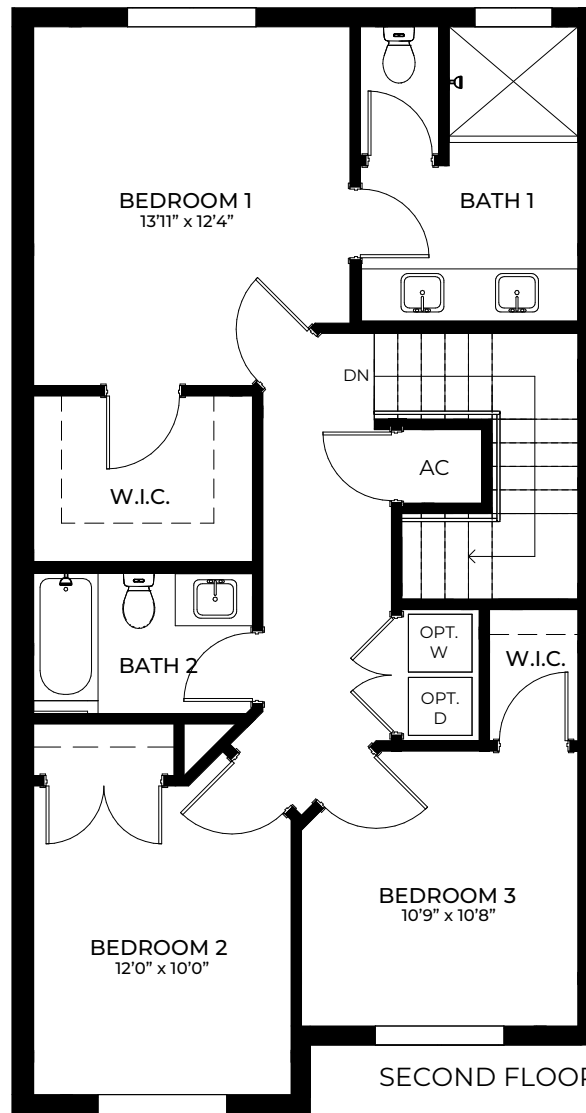 BEDROOM 1
13'11" x 12'4"
BATH 1
DN
AC
W.I.C.
OPT.
W
W.I.C.
BATH 2
OPT.
D
BEDROOM 3
10'9" x 10'8"
BEDROOM 2
12'0" x 10'0"
SECOND FLOOR